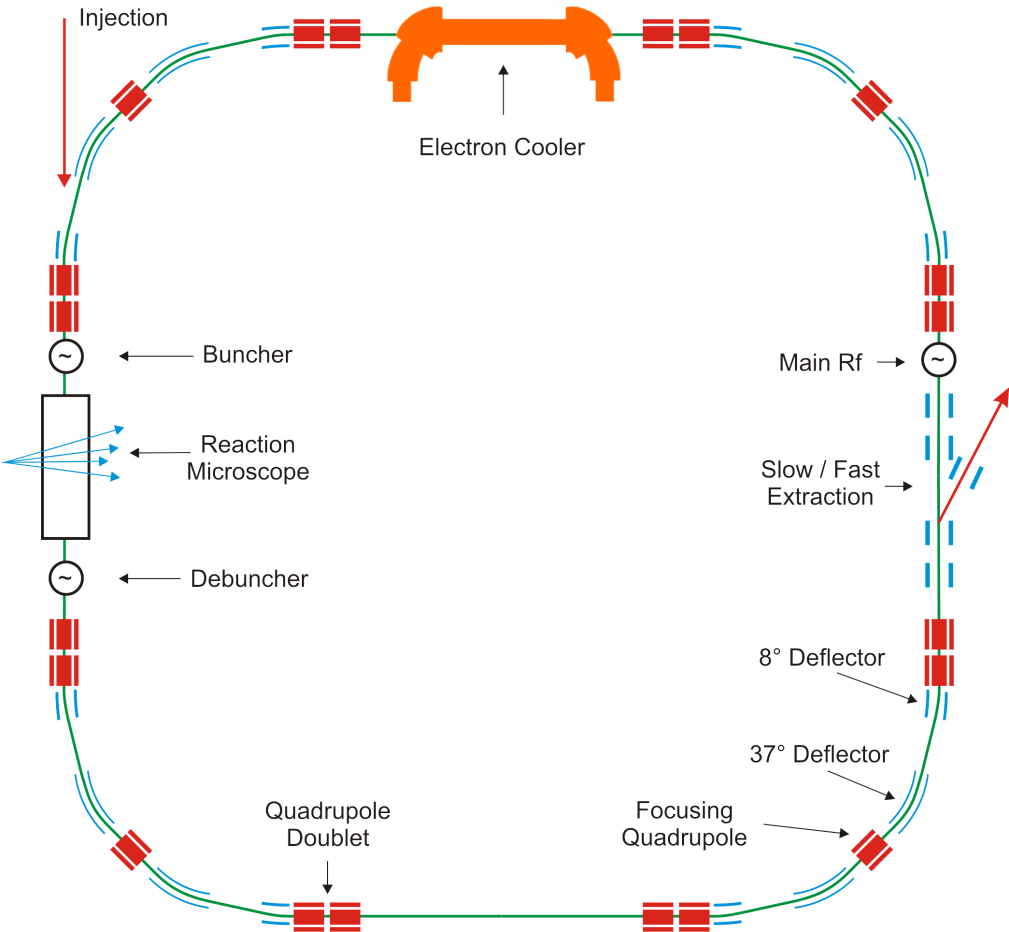 Injection
Electron Cooler
Buncher
Main Rf
Reaction
Microscope
Slow / Fast
Extraction
Debuncher
8° Deflector
37° Deflector
Quadrupole
Doublet
Focusing
Quadrupole
~
~
~